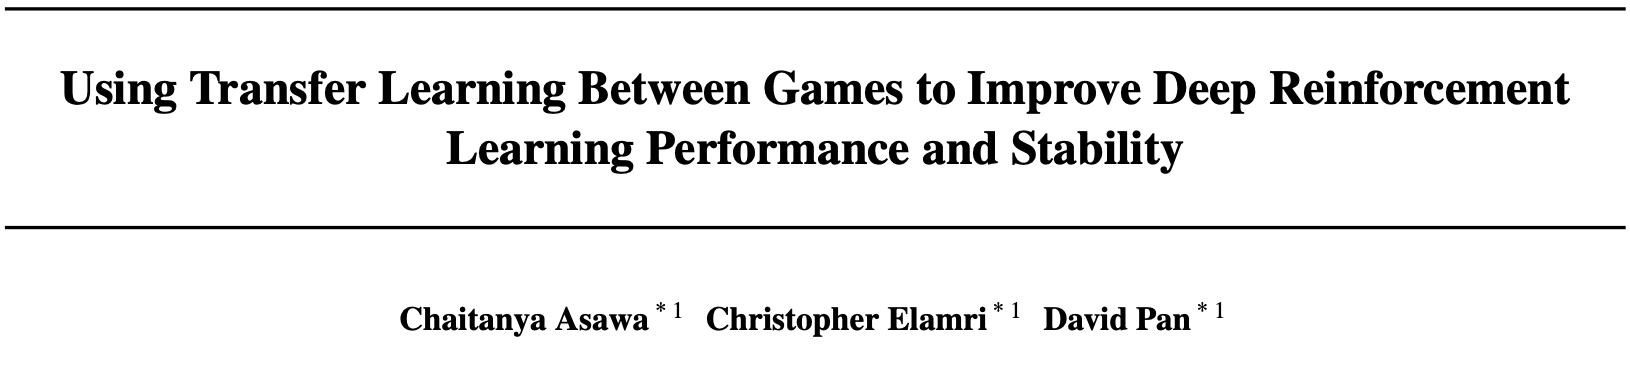 Using Transfer Learning Between Games to Improve Deep Reinforcement
Learning Performance and Stability
Chaitanya Asawa * 1 Christopher Elamri * 1 David Pan * 1